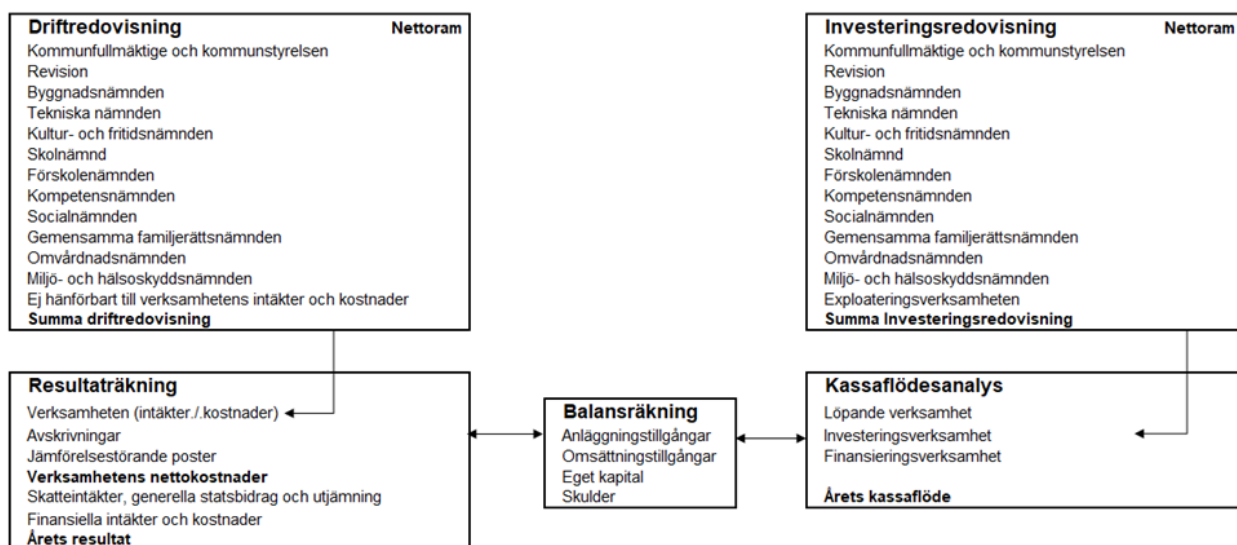 Driftredovisning Nettoram
Kommunfullmäktige och kommunstyrelsen
Revision
Byggnadsnämnden
Tekniska nämnden
Kultur- och fritidsnämnden
Skolnämnd
Förskolenämnden
Kompetensnämnden
Socialnämnden
Gemensamma familjerättsnämnden
Omvårdnadsnämnden
Miljö- och hälsoskyddsnämnden
Ej hänförbart till verksamhetens intäkter och kostnader
Summa driftredovisning
Investeringsredovisning Nettoram
Kommunfullmäktige och kommunstyrelsen
Revision
Byggnadsnämnden
Tekniska nämnden
Kultur- och fritidsnämnden
Skolnämnd
Förskolenämnden
Kompetensnämnden
Socialnämnden
Gemensamma familjerättsnämnden
Omvårdnadsnämnden
Miljö- och hälsoskyddsnämnden
Exploateringsverksamheten
Summa Investeringsredovisning
Resultaträkning
Verksamheten (intäkter./.kostnader)
Avskrivningar
Jämförelsestörande poster
Verksamhetens nettokostnader
Skatteintäkter, generella statsbidrag och utjämning
Finansiella intäkter och kostnader
Årets resultat
Balansräkning
Anläggningstillgångar
Omsättningstillgångar
Eget kapital
Skulder
Kassaflödesanalys
Löpande verksamhet
Investeringsverksamhet
Finansieringsverksamhet
Årets kassaflöde